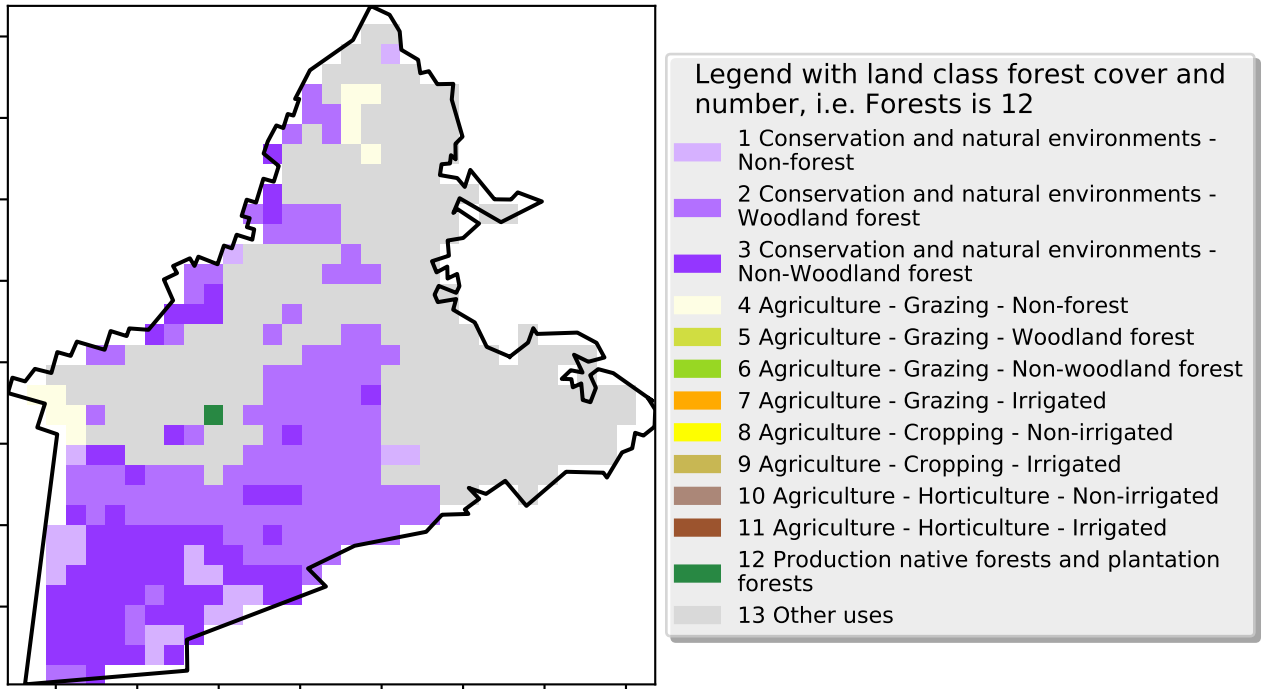 Legend with land class forest cover and
number, i.e. Forests is 12
1 Conservation and natural environments -
Non-forest
2 Conservation and natural environments -
Woodland forest
3 Conservation and natural environments -
Non-Woodland forest
4 Agriculture - Grazing - Non-forest
5 Agriculture - Grazing - Woodland forest
6 Agriculture - Grazing - Non-woodland forest
7 Agriculture - Grazing - Irrigated
8 Agriculture - Cropping - Non-irrigated
9 Agriculture - Cropping - Irrigated
10 Agriculture - Horticulture - Non-irrigated
11 Agriculture - Horticulture - Irrigated
12 Production native forests and plantation
forests
13 Other uses